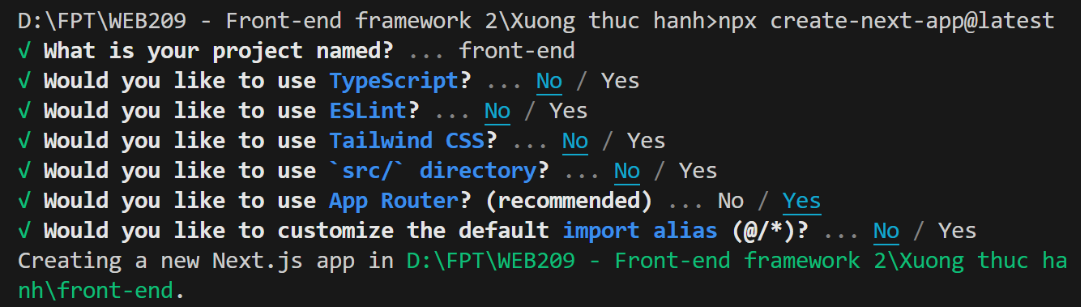 D:\FPT\WEB209 - Front-end framework 2\Xuong thuc hanh>npx create-next-app@latest
√ What is your project named? ... front-end
√ Would you like to use TypeScript? ... No / Yes
√ Would you like to use ESLint? ... No / Yes
√ Would you like to use Tailwind CSS? ... No / Yes
√ Would you like to use `src/` directory? ... No / Yes
√ Would you like to use App Router? (recommended) ... No / Yes
√ Would you like to customize the default import alias (@/*)? ... No / Yes
Creating a new Next.js app in D:\FPT\WEB209 - Front-end framework 2\Xuong thuc ha
nh\front-end.